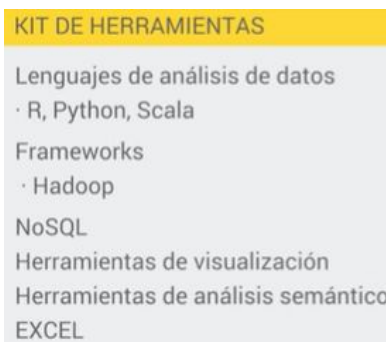 KIT DE HERRAMIENTAS
Lenguajes de análisis de datos
· R, Python, Scala
Frameworks
· Hadoop
NoSQL
Herramientas de visualización
Herramientas de análisis semántico
EXCEL